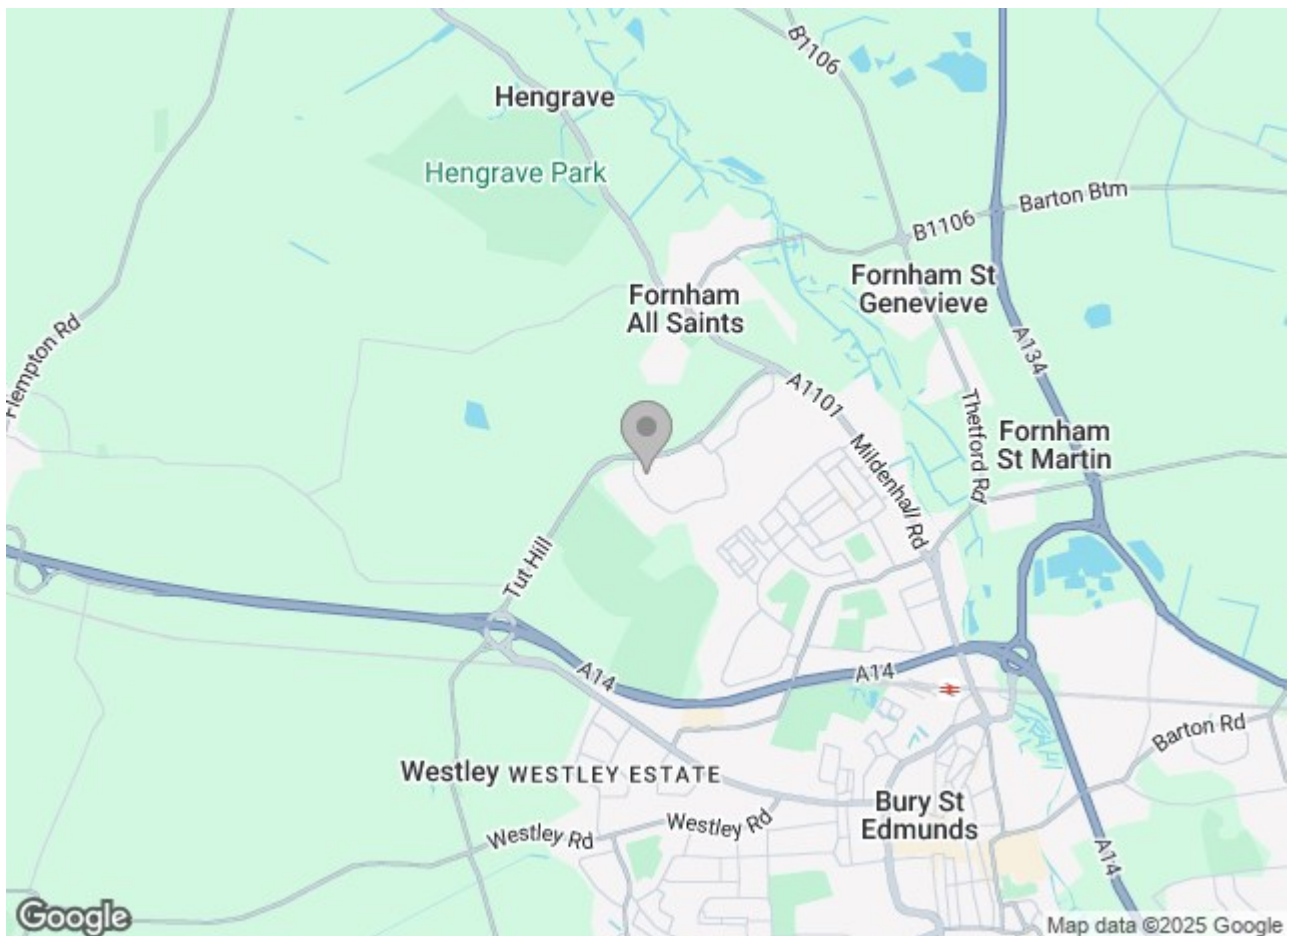 B1106
Hengrave
Hengrave Park
Barton Btm
B1106
Fornham St
Genevieve
Fornham
All Saints
Flempton Rd
A134
A1101
Thetford Rd
Fornham
St Martin
Mildenhall Rd
Tut Hill
A14
A14
Barton Rd
Westley
WESTLEY ESTATE
Bury St
Edmunds
Westley Rd
Westley Rd
A14
Google
Map data ©2025 Google